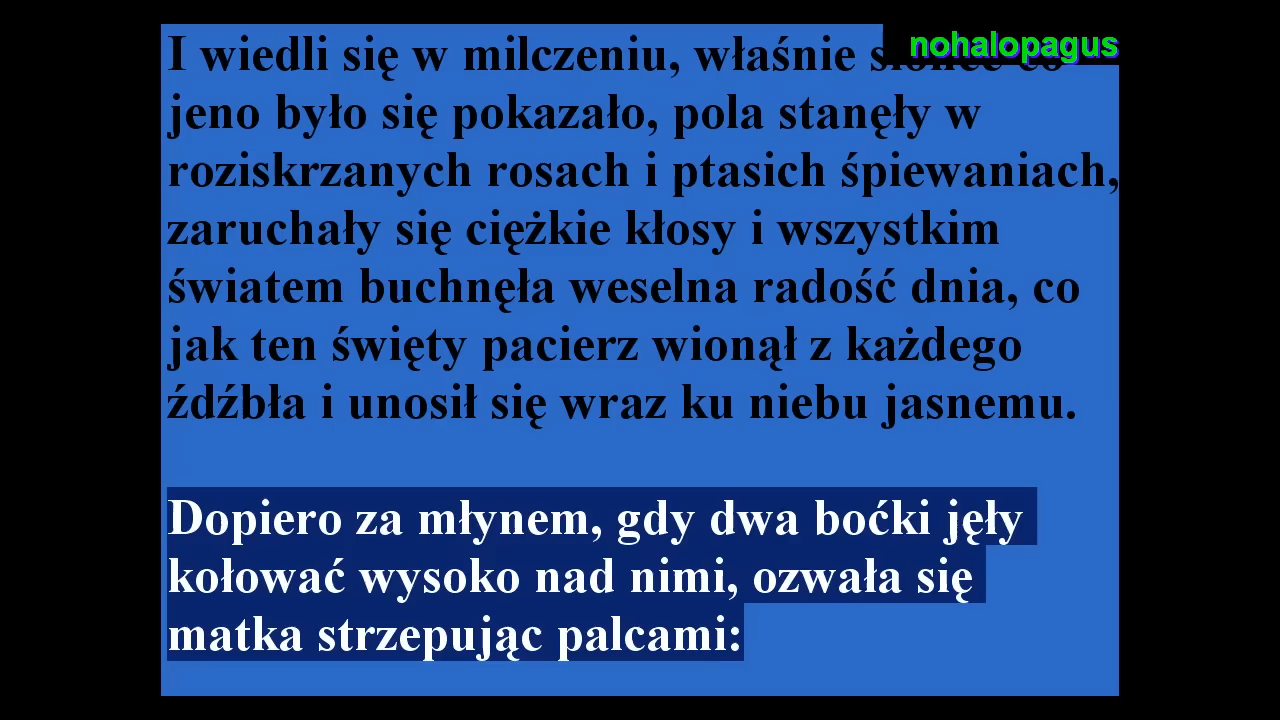 I wiedli się w milczeniu, właśnie
nohalopagus
jeno było się pokazało, pola stanęły w
roziskrzanych rosach i ptasich śpiewaniach,
zaruchały się ciężkie kłosy i wszystkim
światem buchnęła weselna radość dnia, co
jak ten święty pacierz wionął z każdego
źdźbła i unosił się wraz ku niebu jasnemu.
Dopiero za młynem, gdy dwa boćki jęły
kołować wysoko nad nimi, ozwała się
matka strzepując palcami: